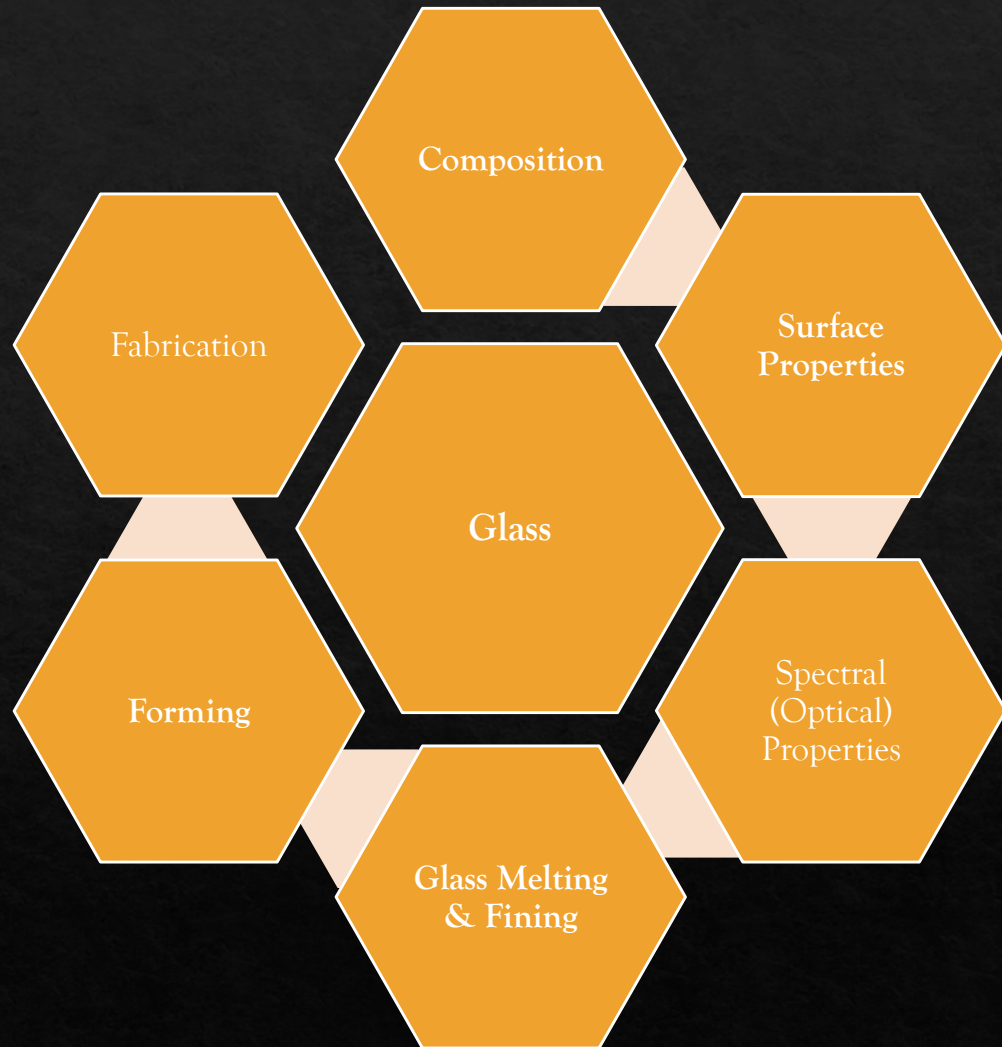 Composition
Surface
Properties
Fabrication
Glass
Spectral
(Optical)
Properties
Forming
Glass Melting
& Fining